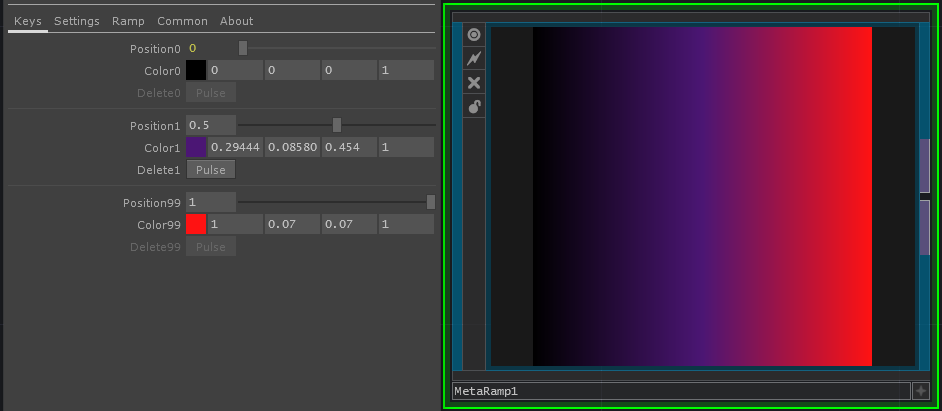 Keys Settings Ramp Common About
Position0 0
Color0 0 0 0 1
Delete0 Pulse
Position1 0.5
Color1 0.29444 0.08580 0.454 1
Delete1 Pulse
Position99 1
Color99 1 0.07 0.07 1
Delete99 Pulse
MetaRamp1